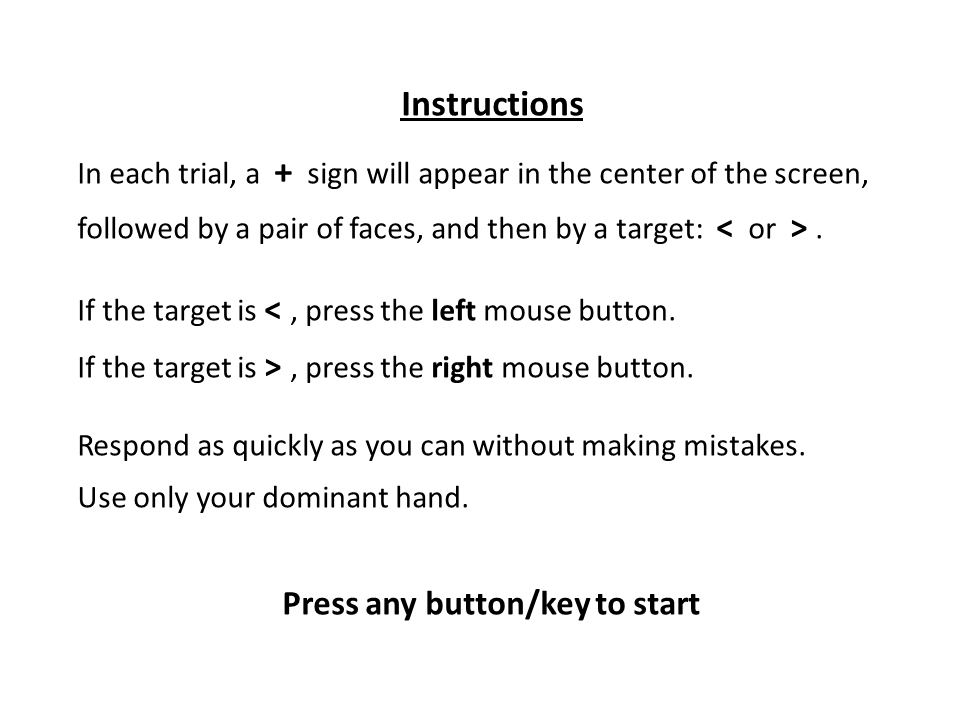 Instructions
In each trial, a + sign will appear in the center of the screen,
followed by a pair of faces, and then by a target: < or > .
If the target is < , press the left mouse button.
If the target is > , press the right mouse button.
Respond as quickly as you can without making mistakes.
Use only your dominant hand.
Press any button/key to start